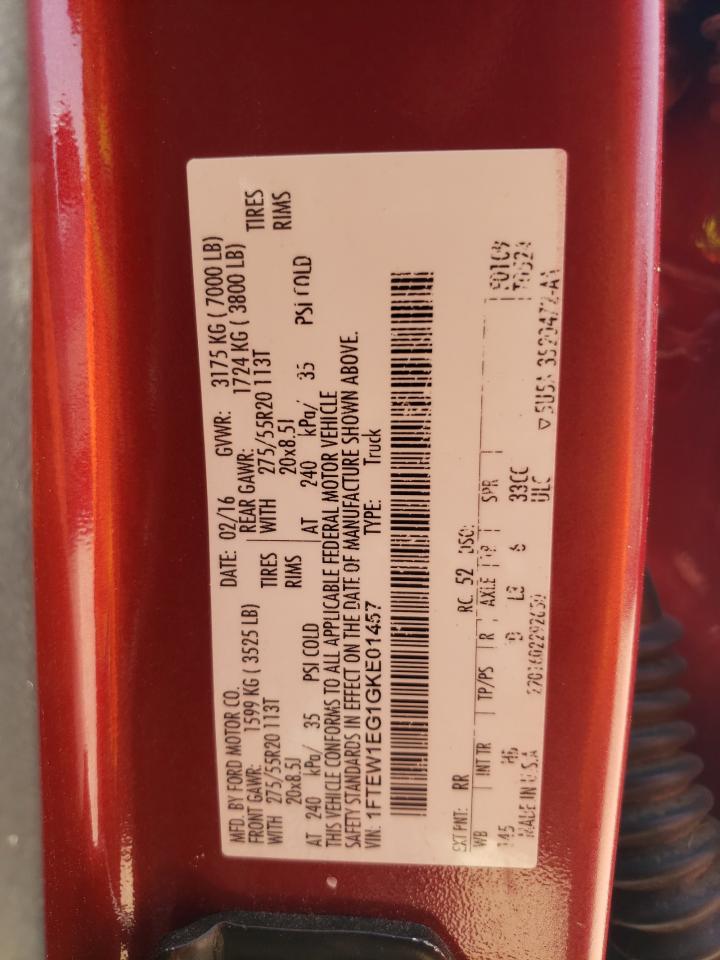 MFD. BY FORD MOTOR CO. DATE: 02/16 GVWR: 3175 KG ( 7000 LB)
FRONT GAWR: 1599 KG ( 3525 LB) REAR GAWR: 1724 KG ( 3800 LB)
WITH 275/55R20 113T TIRES WITH 275/55R20 113T TIRES
20x8.5J RIMS 20x8.5J RIMS
AT 240 kPa/ 35 PSI COLD AT 240 kPa/ 35 PSI COLD
THIS VEHICLE CONFORMS TO ALL APPLICABLE FEDERAL MOTOR VEHICLE
SAFETY STANDARDS IN EFFECT ON THE DATE OF MANUFACTURE SHOWN ABOVE.
VIN: 1FTEW1EG1GKE01457 TYPE: Truck
EXT PNT: RR RC: 52 DSO:
WB INT TR TP/PS R AXLE TR SPR
145 L3 6 33CC
MADE IN U.S.A. ULC